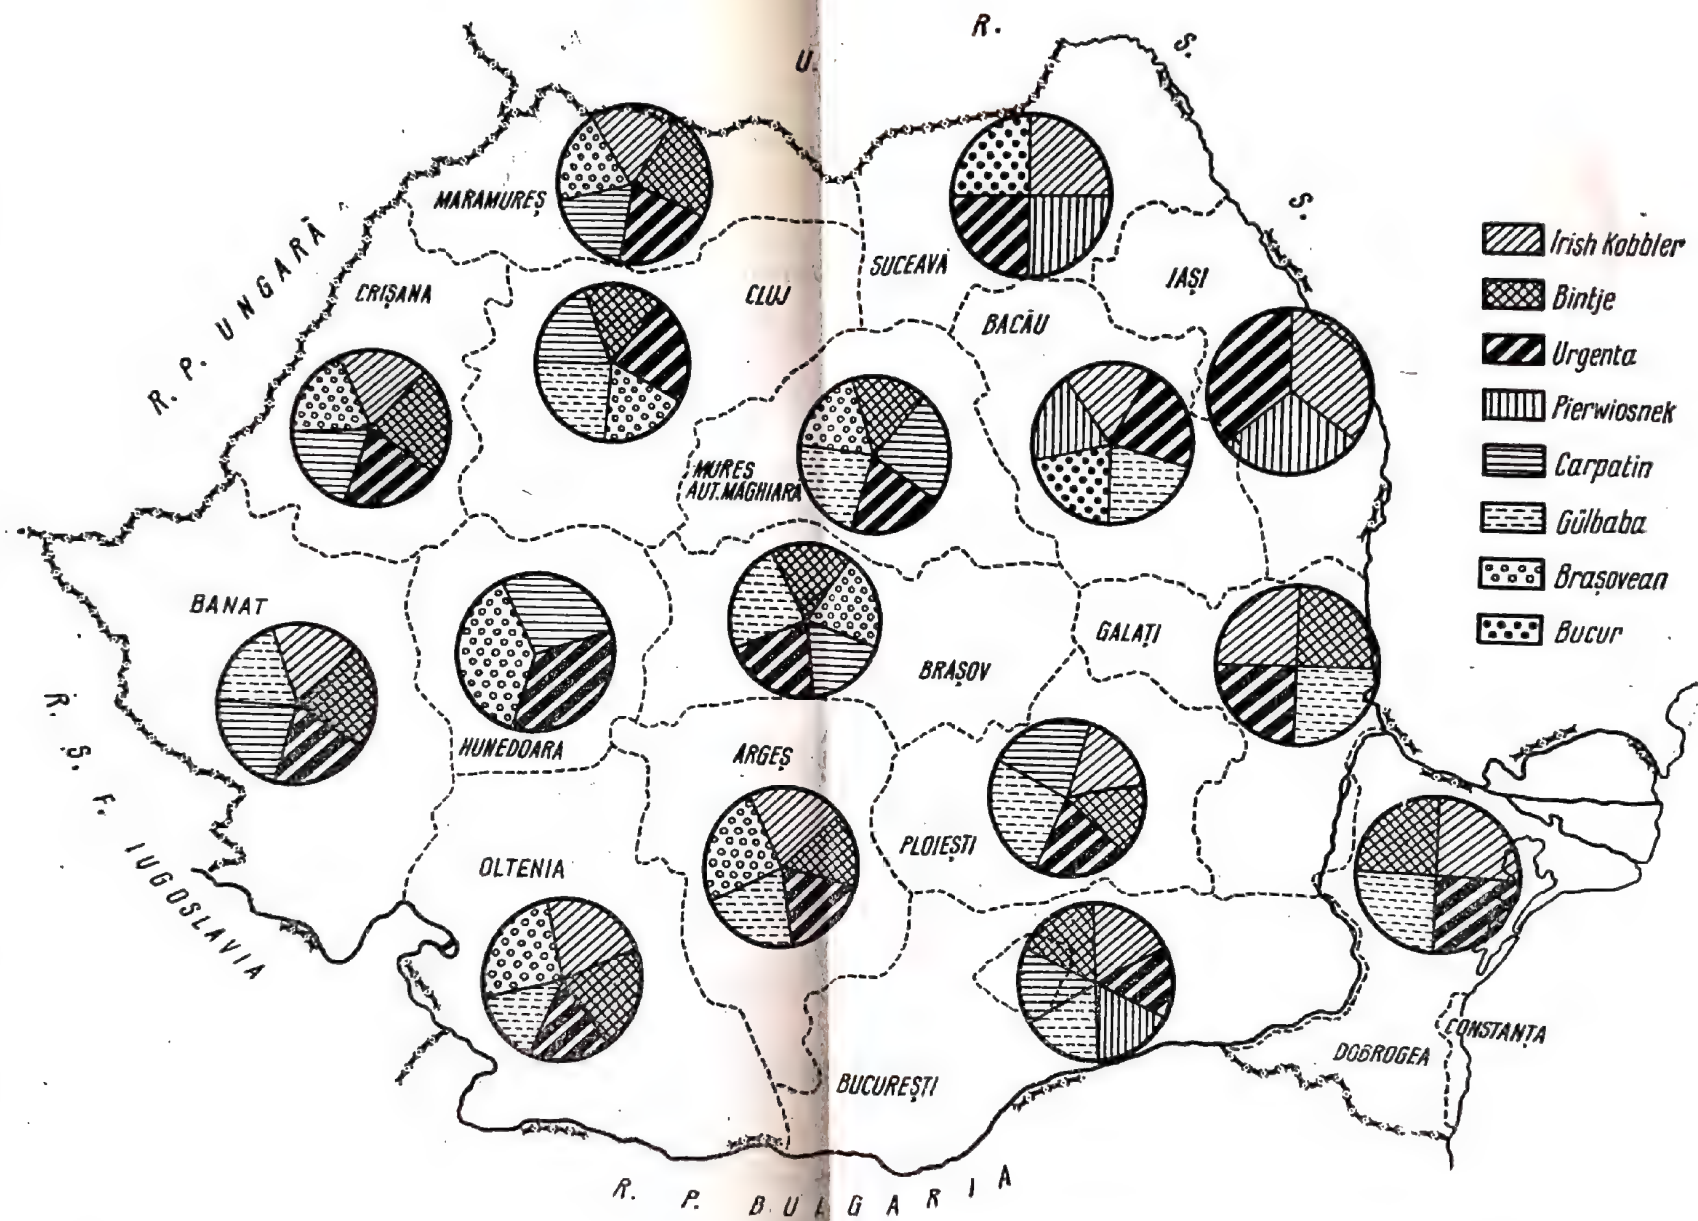 U. R. S. S.
R. P. UNGARĂ
MARAMUREȘ
SUCEAVA
IAȘI
CRIȘANA
CLUJ
BACĂU
MUREȘ
AUT. MAGHIARĂ
BANAT
GALAȚI
BRAȘOV
HUNEDOARA
ARGEȘ
PLOIEȘTI
OLTENIA
R. S. F. IUGOSLAVIA
DOBROGEA
CONSTANȚA
BUCUREȘTI
R. P. BULGARIA
Irish Kobbler
Bintje
Urgenta
Pierwiosnek
Carpatin
Gülbaba
Brașovean
Bucur